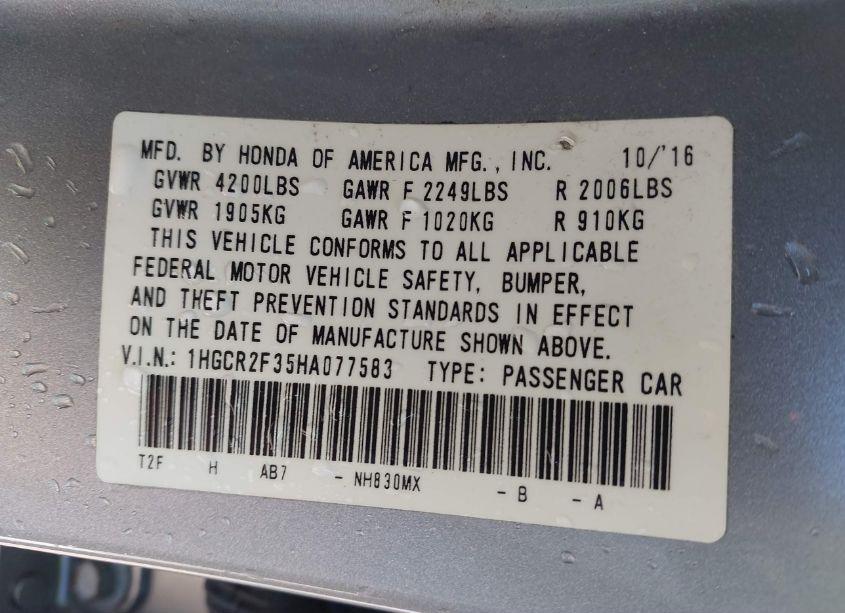 MFD. BY HONDA OF AMERICA MFG., INC. 10/'16
GVWR 4200LBS GAWR F 2249LBS R 2006LBS
GVWR 1905KG GAWR F 1020KG R 910KG
THIS VEHICLE CONFORMS TO ALL APPLICABLE
FEDERAL MOTOR VEHICLE SAFETY, BUMPER,
AND THEFT PREVENTION STANDARDS IN EFFECT
ON THE DATE OF MANUFACTURE SHOWN ABOVE.
V.I.N.: 1HGCR2F35HA077583 TYPE: PASSENGER CAR
T2F H AB7 - NH830MX - B - A